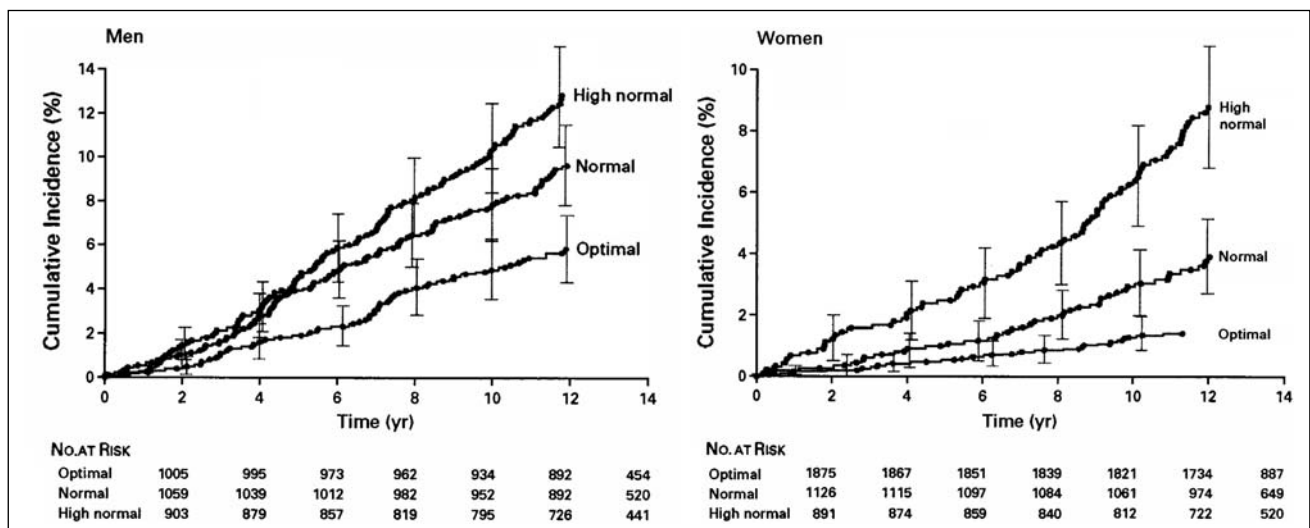 Men
Cumulative Incidence (%)
14
12
10
8
6
4
2
0
High normal
Normal
Optimal
0 2 4 6 8 10 12 14
Time (yr)
NO. AT RISK
Optimal 1005 995 973 962 934 892 454
Normal 1059 1039 1012 982 952 892 520
High normal 903 879 857 819 795 726 441
Women
Cumulative Incidence (%)
10
8
6
4
2
0
High
normal
Normal
Optimal
0 2 4 6 8 10 12 14
Time (yr)
NO. AT RISK
Optimal 1875 1867 1851 1839 1821 1734 887
Normal 1126 1115 1097 1084 1061 974 649
High normal 891 874 859 840 812 722 520